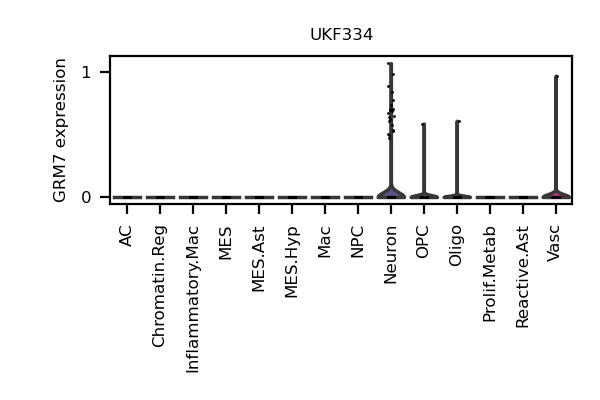 UKF334
GRM7 expression
1
0
AC
Chromatin.Reg
Inflammatory.Mac
MES
MES.Ast
MES.Hyp
Mac
NPC
Neuron
OPC
Oligo
Prolif.Metab
Reactive.Ast
Vasc